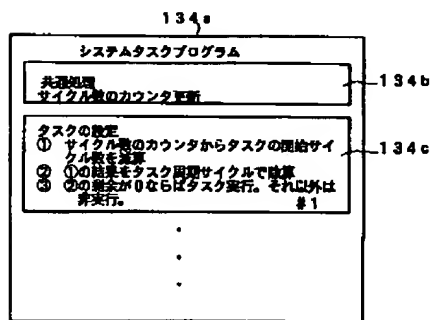 134a
システムタスクプログラム
共通処理
サイクル数のカウンタ更新
134b
タスクの設定
① サイクル数のカウンタからタスクの開始サイ
クル数を減算
② ①の結果をタスク周期サイクルで除算
③ ②の剰余が0ならばタスク実行。それ以外は
非実行。
#1
134c